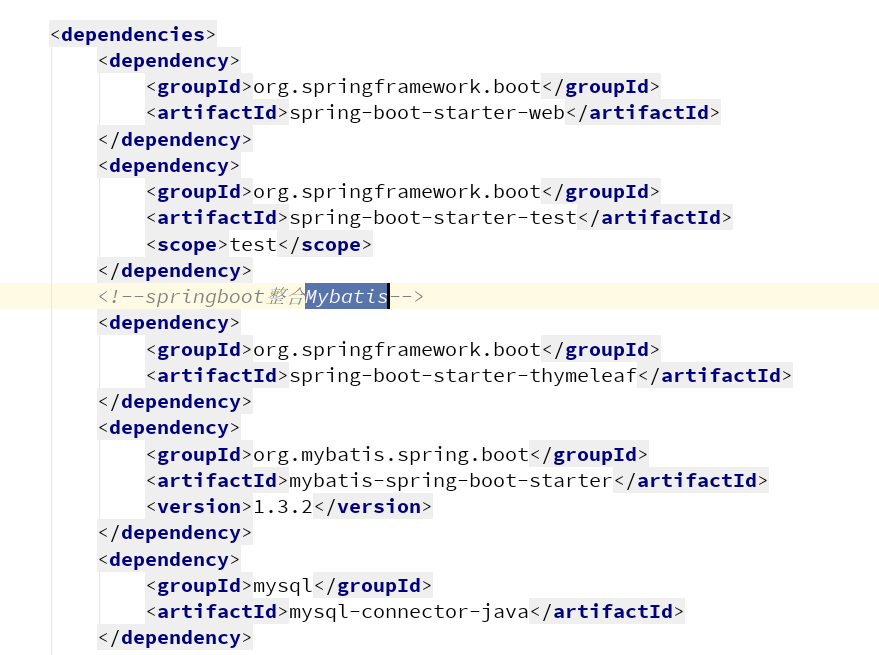 <dependencies>
<dependency>
<groupId>org.springframework.boot</groupId>
<artifactId>spring-boot-starter-web</artifactId>
</dependency>
<dependency>
<groupId>org.springframework.boot</groupId>
<artifactId>spring-boot-starter-test</artifactId>
<scope>test</scope>
</dependency>
<!--springboot整合Mybatis-->
<dependency>
<groupId>org.springframework.boot</groupId>
<artifactId>spring-boot-starter-thymeleaf</artifactId>
</dependency>
<dependency>
<groupId>org.mybatis.spring.boot</groupId>
<artifactId>mybatis-spring-boot-starter</artifactId>
<version>1.3.2</version>
</dependency>
<dependency>
<groupId>mysql</groupId>
<artifactId>mysql-connector-java</artifactId>
</dependency>